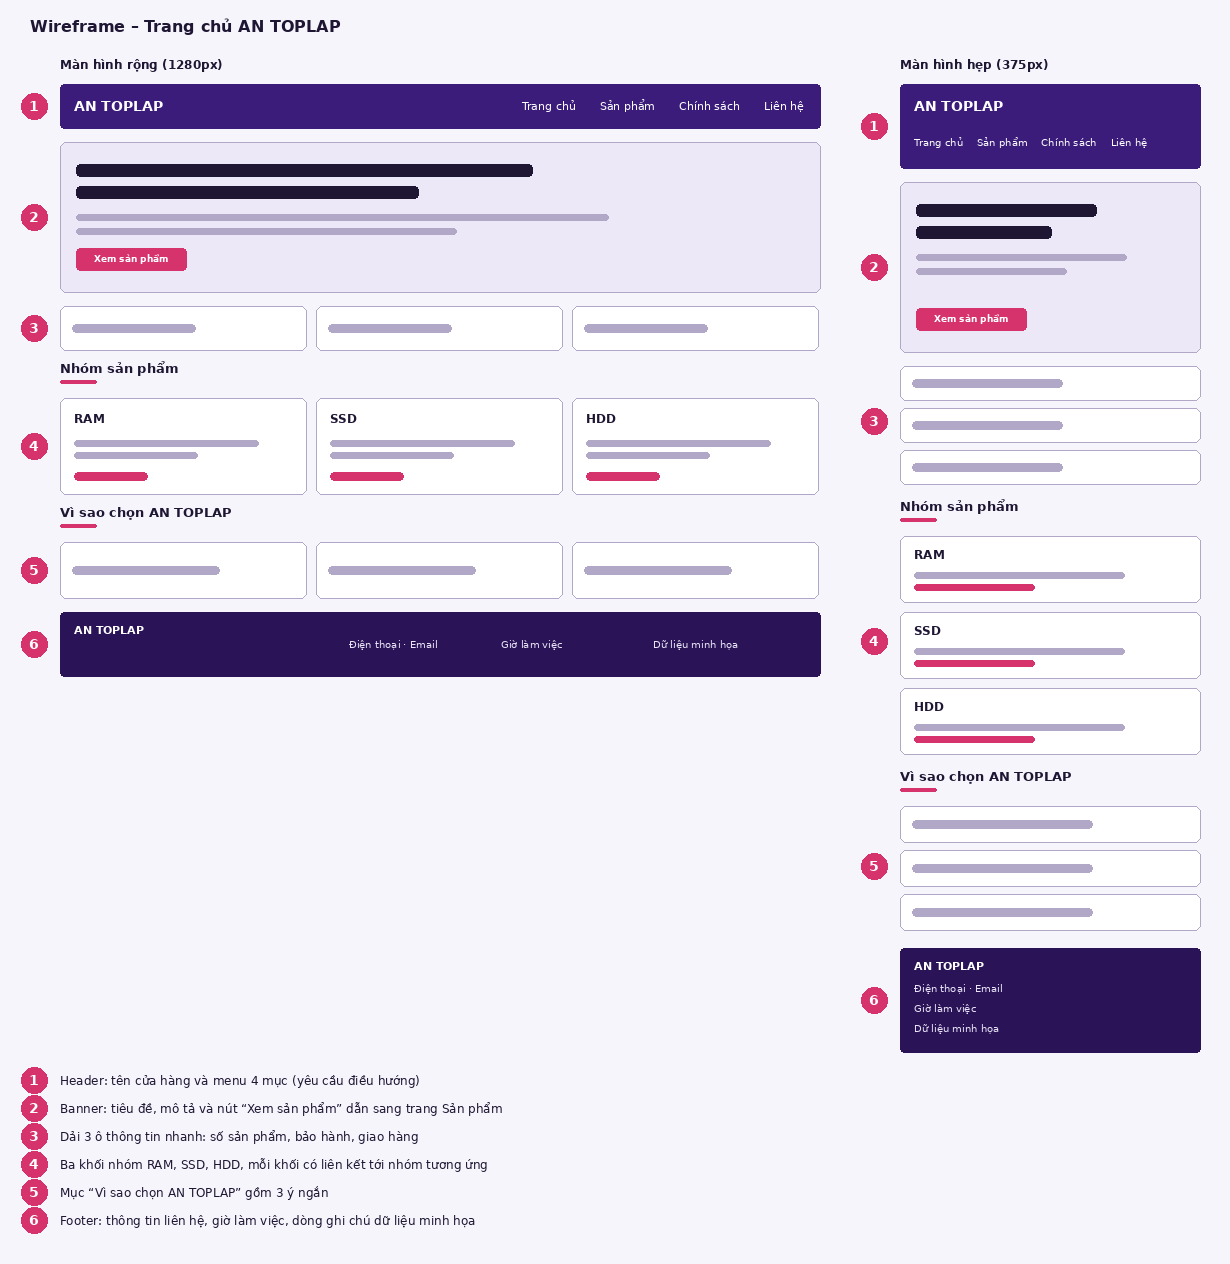 Wireframe – Trang chủ AN TOPLAP
Màn hình rộng (1280px)
1
AN TOPLAP
Trang chủ Sản phẩm Chính sách Liên hệ
2
Xem sản phẩm
3
Nhóm sản phẩm
4
RAM
SSD
HDD
Vì sao chọn AN TOPLAP
5
6
AN TOPLAP
Điện thoại · Email
Giờ làm việc
Dữ liệu minh họa
Màn hình hẹp (375px)
1
AN TOPLAP
Trang chủ Sản phẩm Chính sách Liên hệ
2
Xem sản phẩm
3
Nhóm sản phẩm
RAM
4
SSD
HDD
Vì sao chọn AN TOPLAP
5
6
AN TOPLAP
Điện thoại · Email
Giờ làm việc
Dữ liệu minh họa
1 Header: tên cửa hàng và menu 4 mục (yêu cầu điều hướng)
2 Banner: tiêu đề, mô tả và nút “Xem sản phẩm” dẫn sang trang Sản phẩm
3 Dải 3 ô thông tin nhanh: số sản phẩm, bảo hành, giao hàng
4 Ba khối nhóm RAM, SSD, HDD, mỗi khối có liên kết tới nhóm tương ứng
5 Mục “Vì sao chọn AN TOPLAP” gồm 3 ý ngắn
6 Footer: thông tin liên hệ, giờ làm việc, dòng ghi chú dữ liệu minh họa